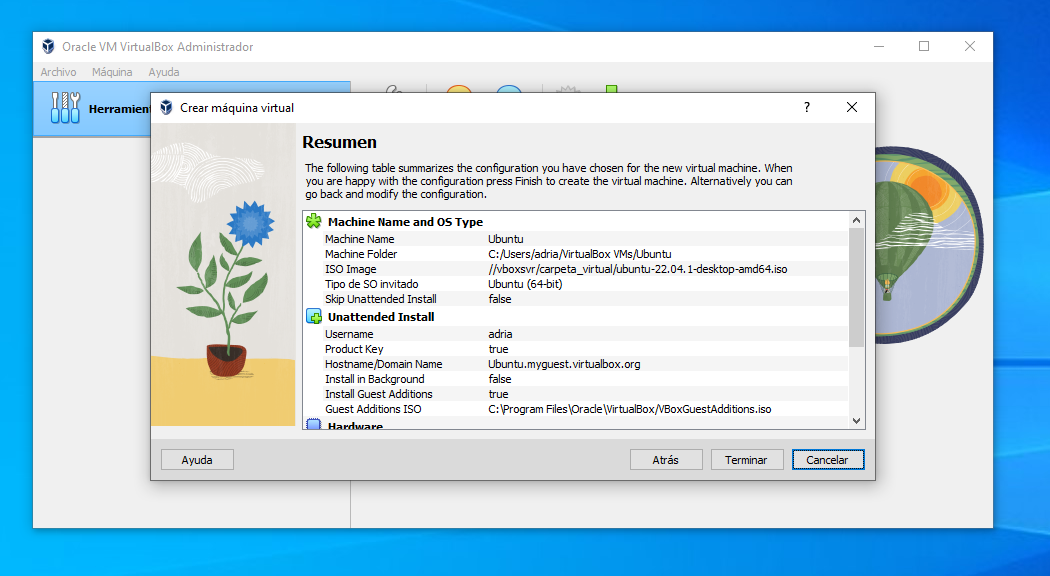 Oracle VM VirtualBox Administrador
Archivo Máquina Ayuda
Crear máquina virtual
?
Resumen
The following table summarizes the configuration you have chosen for the new virtual machine. When
you are happy with the configuration press Finish to create the virtual machine. Alternatively you can
go back and modify the configuration.
Machine Name and OS Type
Machine Name Ubuntu
Machine Folder C:/Users/adria/VirtualBox VMs/Ubuntu
ISO Image //vboxsvr/carpeta_virtual/ubuntu-22.04.1-desktop-amd64.iso
Tipo de SO invitado Ubuntu (64-bit)
Skip Unattended Install false
Unattended Install
Username adria
Product Key true
Hostname/Domain Name Ubuntu.myguest.virtualbox.org
Install in Background false
Install Guest Additions true
Guest Additions ISO C:\Program Files\Oracle\VirtualBox/VBoxGuestAdditions.iso
Hardware
Ayuda Atrás Terminar Cancelar